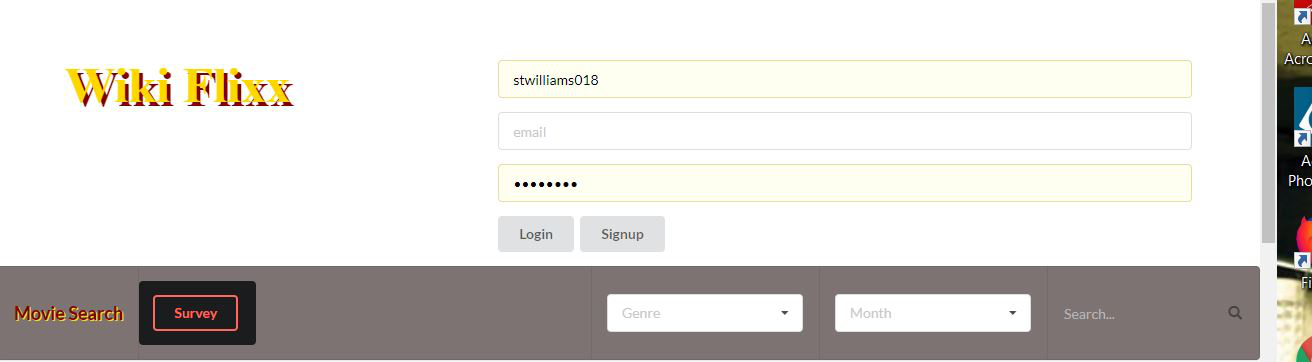 Wiki Flixx
stwilliams018
email
••••••••
Login Signup
Movie Search Survey Genre Month Search...
A
Acro
A
Pho
Fi